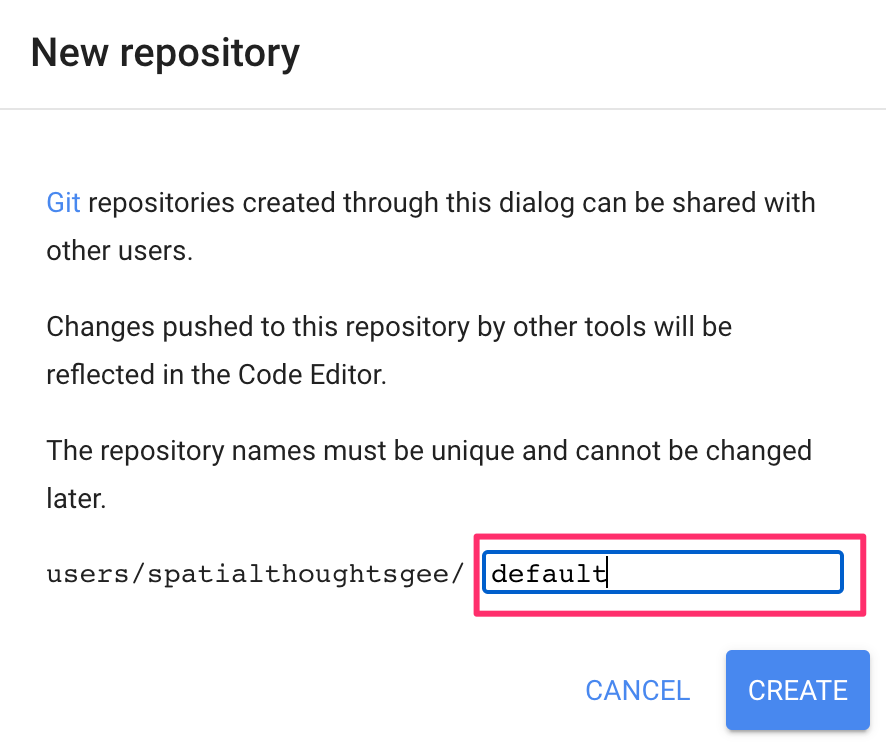 New repository
Git repositories created through this dialog can be shared with
other users.
Changes pushed to this repository by other tools will be
reflected in the Code Editor.
The repository names must be unique and cannot be changed
later.
users/spatialthoughtsgee/ default
CANCEL CREATE